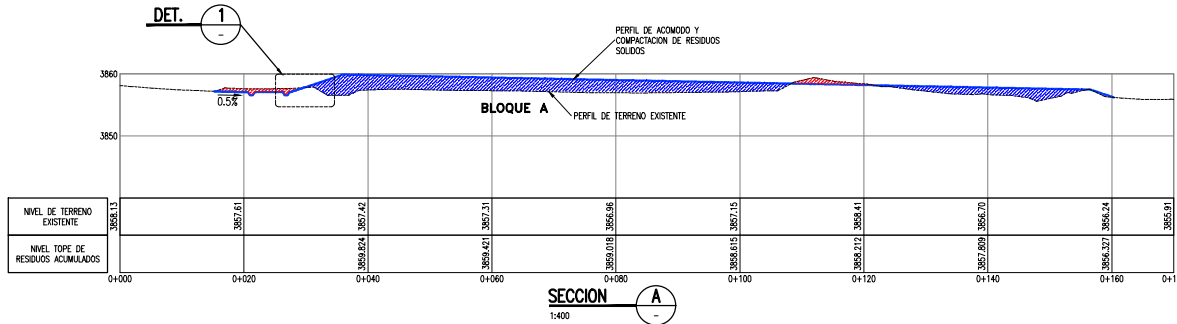 DET.
1
-
PERFIL DE ACOMODO Y
COMPACTACION DE RESIDUOS
SOLIDOS
3860
0.5%
BLOQUE A
PERFIL DE TERRENO EXISTENTE
3850
NIVEL DE TERRENO
EXISTENTE
3858.13 3857.61 3857.42 3857.31 3856.96 3857.15 3858.41 3856.70 3856.24 3855.91
NIVEL TOPE DE
RESIDUOS ACUMULADOS
3859.824 3859.421 3859.018 3858.615 3858.212 3857.809 3856.327
0+000 0+020 0+040 0+060 0+080 0+100 0+120 0+140 0+160 0+1
SECCION A
1:400 -